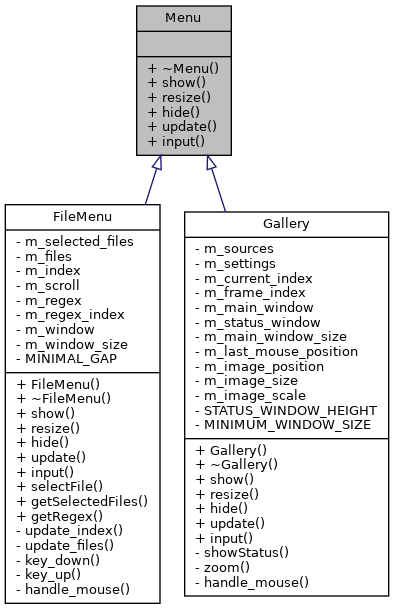 Menu
+ ~Menu()
+ show()
+ resize()
+ hide()
+ update()
+ input()
FileMenu
- m_selected_files
- m_files
- m_index
- m_scroll
- m_regex
- m_regex_index
- m_window
- m_window_size
- MINIMAL_GAP
+ FileMenu()
+ ~FileMenu()
+ show()
+ resize()
+ hide()
+ update()
+ input()
+ selectFile()
+ getSelectedFiles()
+ getRegex()
- update_index()
- update_files()
- key_down()
- key_up()
- handle_mouse()
Gallery
- m_sources
- m_settings
- m_current_index
- m_frame_index
- m_main_window
- m_status_window
- m_main_window_size
- m_last_mouse_position
- m_image_position
- m_image_size
- m_image_scale
- STATUS_WINDOW_HEIGHT
- MINIMUM_WINDOW_SIZE
+ Gallery()
+ ~Gallery()
+ show()
+ resize()
+ hide()
+ update()
+ input()
- showStatus()
- zoom()
- handle_mouse()